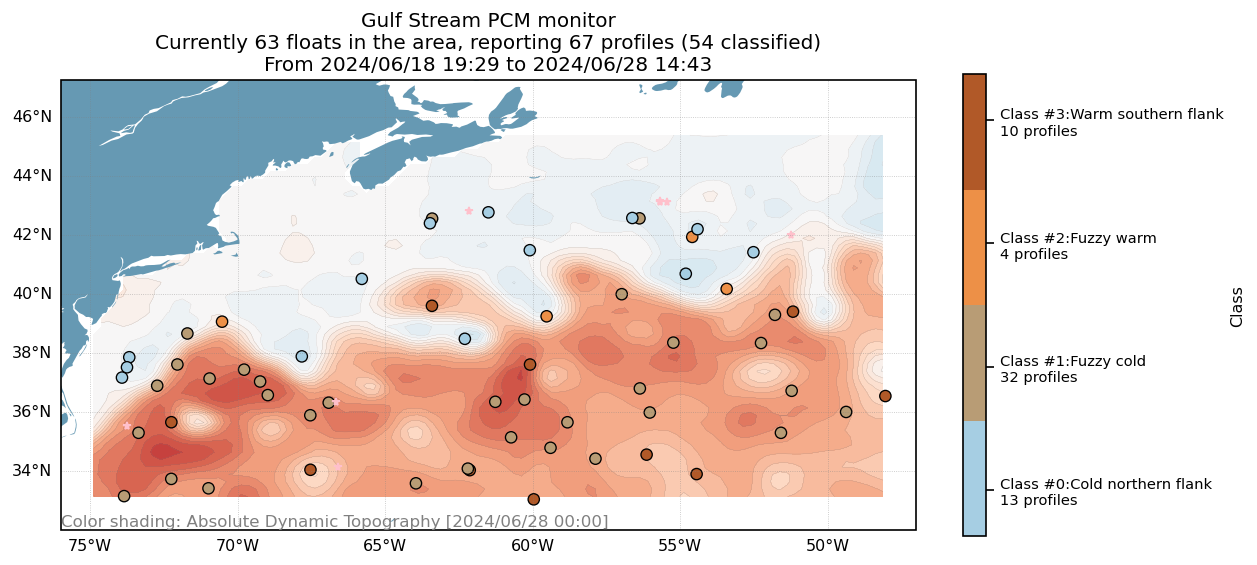 Gulf Stream PCM monitor
Currently 63 floats in the area, reporting 67 profiles (54 classified)
From 2024/06/18 19:29 to 2024/06/28 14:43
46°N
44°N
42°N
40°N
38°N
36°N
34°N
Color shading: Absolute Dynamic Topography [2024/06/28 00:00]
75°W
70°W
65°W
60°W
55°W
50°W
Class #3:Warm southern flank
10 profiles
Class #2:Fuzzy warm
4 profiles
Class #1:Fuzzy cold
32 profiles
Class #0:Cold northern flank
13 profiles
Class